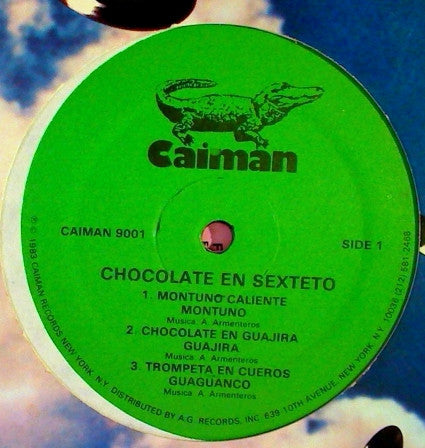 Caiman
CAIMAN 9001
SIDE 1
CHOCOLATE EN SEXTETO
1. MONTUNO CALIENTE
MONTUNO
Musica A. Armenteros
2. CHOCOLATE EN GUAJIRA
GUAJIRA
Musica A. Armenteros
3. TROMPETA EN CUEROS
GUAGUANCO
Musica A. Armenteros
℗ © 1983 CAIMAN RECORDS NEW YORK, N.Y. DISTRIBUTED BY A.G. RECORDS, INC 639 10TH AVENUE, NEW YORK, N.Y. 10036 (212) 581-2468